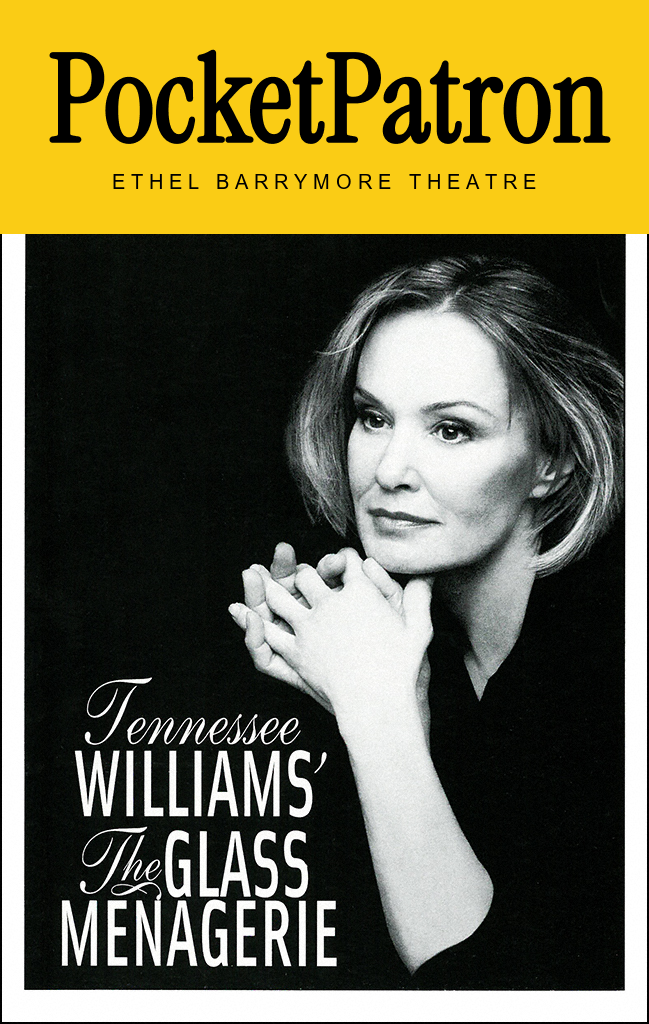 PocketPatron
ETHEL BARRYMORE THEATRE
Tennessee
WILLIAMS'
The GLASS
MENAGERIE